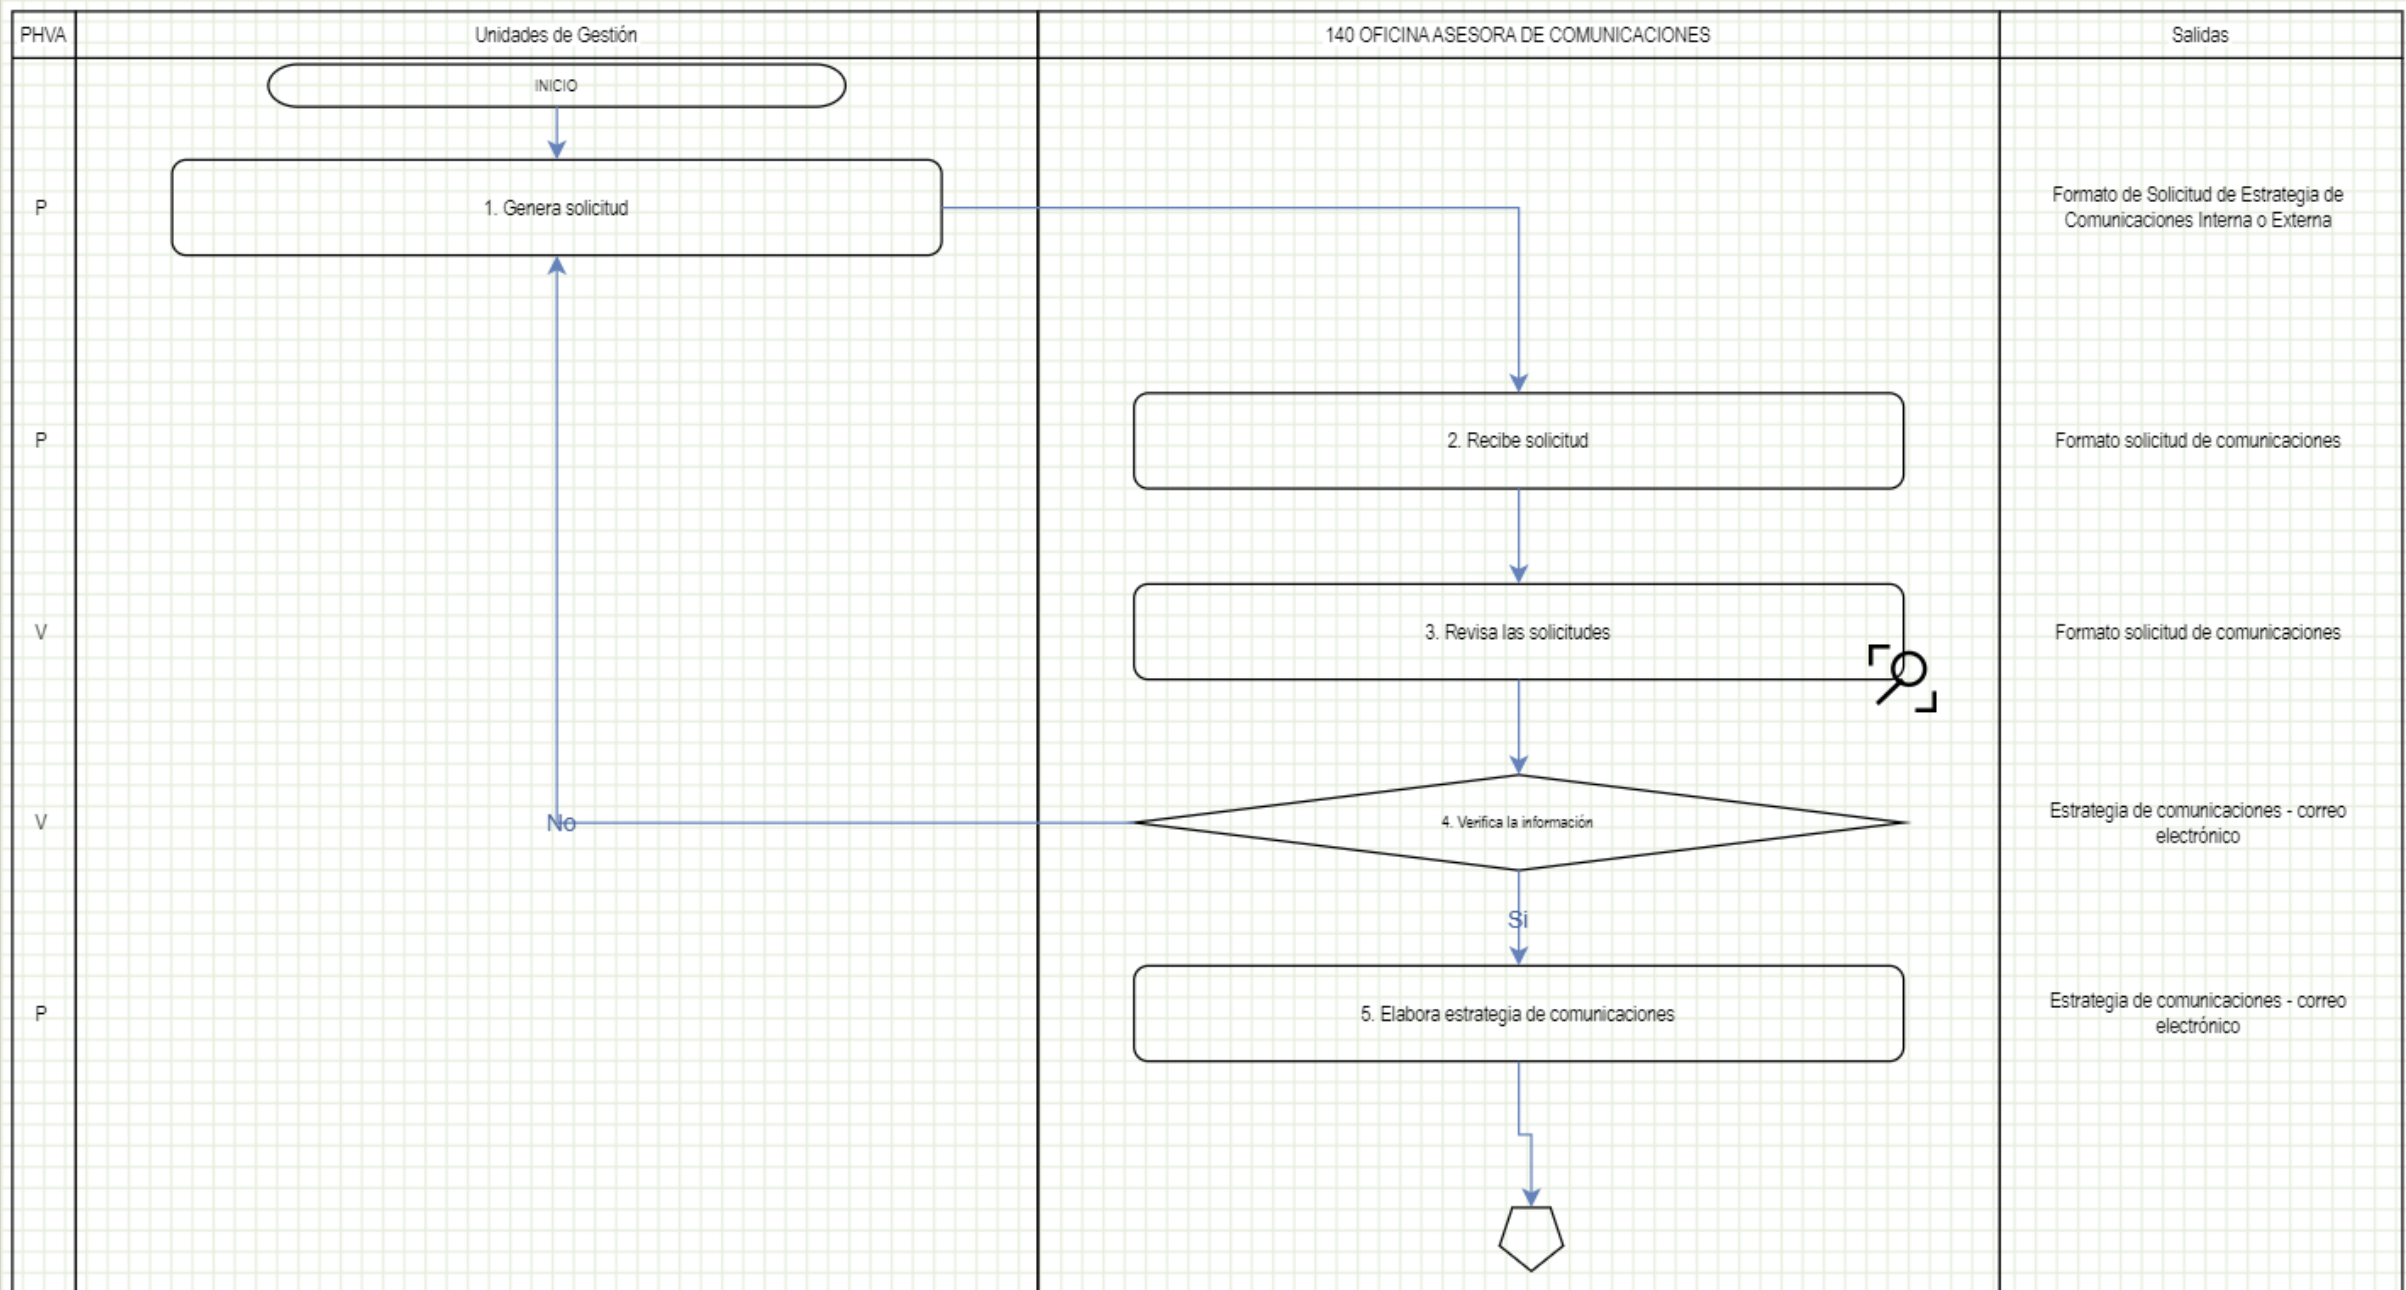 PHVA
Unidades de Gestión
140 OFICINA ASESORA DE COMUNICACIONES
Salidas
INICIO
P
1. Genera solicitud
Formato de Solicitud de Estrategia de
Comunicaciones Interna o Externa
P
2. Recibe solicitud
Formato solicitud de comunicaciones
V
3. Revisa las solicitudes
Formato solicitud de comunicaciones
V
No
4. Verifica la información
Estrategia de comunicaciones - correo
electrónico
Si
P
5. Elabora estrategia de comunicaciones
Estrategia de comunicaciones - correo
electrónico